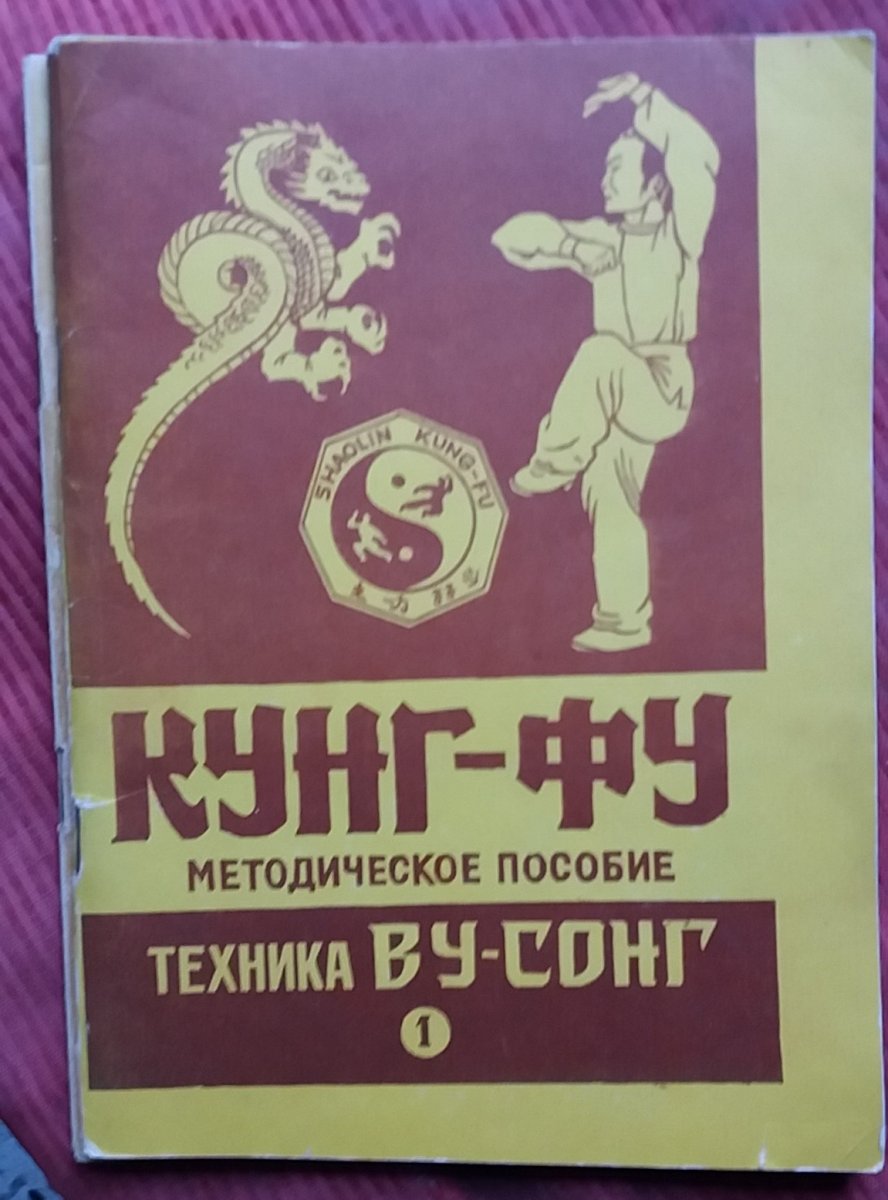 SHAOLIN KUNG-FU
КУНГ-ФУ
МЕТОДИЧЕСКОЕ ПОСОБИЕ
ТЕХНИКА ВУ-СОНГ
1